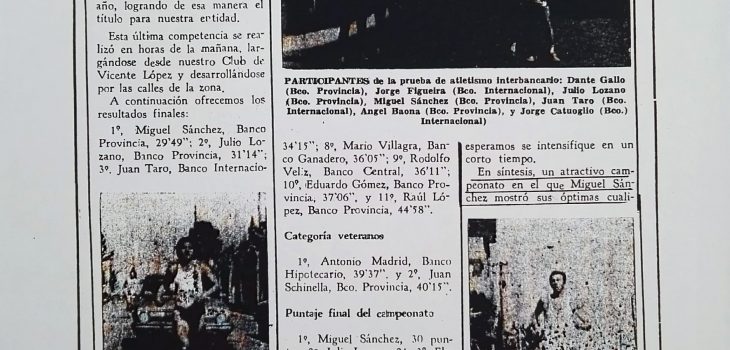 año, logrando de esa manera el
título para nuestra entidad.
Esta última competencia se rea-
lizó en horas de la mañana, lar-
gándose desde nuestro Club de
Vicente López y desarrollándose
por las calles de la zona.
A continuación ofrecemos los
resultados finales:
1º, Miguel Sánchez, Banco
Provincia, 29'49"; 2º, Julio Lo-
zano, Banco Provincia, 31'14";
3º, Juan Taro, Banco Internacio-
PARTICIPANTES de la prueba de atletismo interbancario: Dante Gallo
(Bco. Provincia), Jorge Figueira (Bco. Internacional), Julio Lozano
(Bco. Provincia), Miguel Sánchez (Bco. Provincia), Juan Taro (Bco.
Internacional), Angel Baona (Bco. Provincia), y Jorge Catuoglio (Bco.)
Internacional)
34'15"; 8º, Mario Villagra, Ban-
co Ganadero, 36'05"; 9º, Rodolfo
Veliz, Banco Central, 36'11";
10º, Eduardo Gómez, Banco Pro-
vincia, 37'06", y 11º, Raúl Ló-
pez, Banco Provincia, 44'58".
Categoría veteranos
1º, Antonio Madrid, Banco
Hipotecario, 39'37", y 2º, Juan
Schinella, Bco. Provincia, 40'15".
Puntaje final del campeonato
1º, Miguel Sánchez, 30 pun-
esperamos se intensifique en un
corto tiempo.
En síntesis, un atractivo cam-
peonato en el que Miguel Sán-
chez mostró sus óptimas cuali-